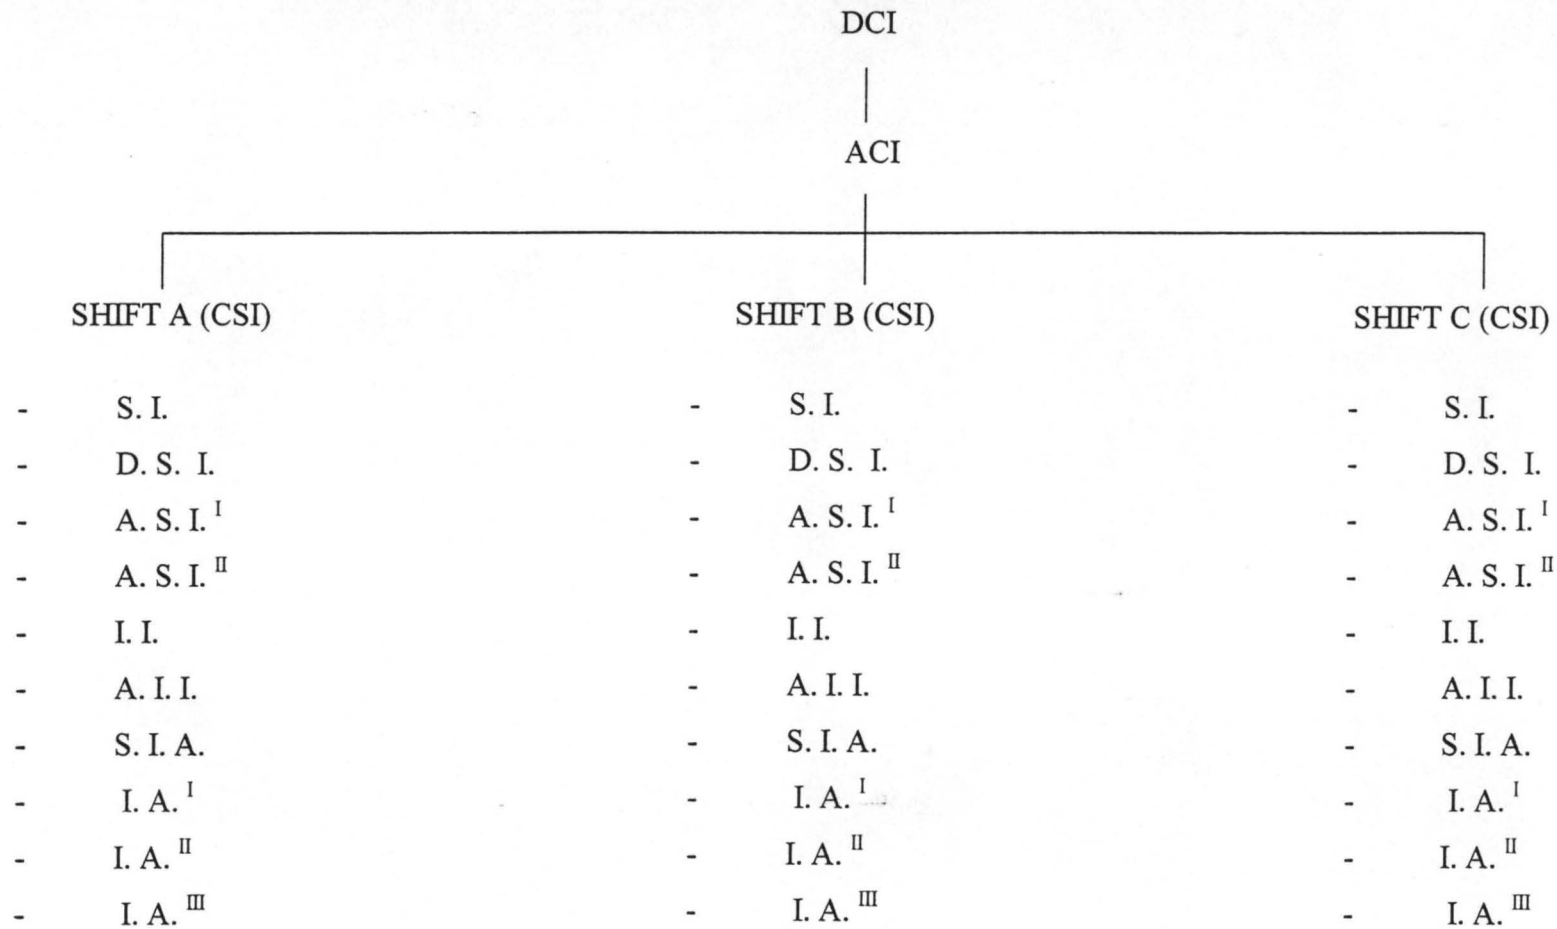 DCI
ACI
SHIFT A (CSI) SHIFT B (CSI) SHIFT C (CSI)
- S. I. - S. I. - S. I.
- D. S. I. - D. S. I. - D. S. I.
- A. S. I. I - A. S. I. I - A. S. I. I
- A. S. I. II - A. S. I. II - A. S. I. II
- I. I. - I. I. - I. I.
- A. I. I. - A. I. I. - A. I. I.
- S. I. A. - S. I. A. - S. I. A.
- I. A. I - I. A. I - I. A. I
- I. A. II - I. A. II - I. A. II
- I. A. III - I. A. III - I. A. III